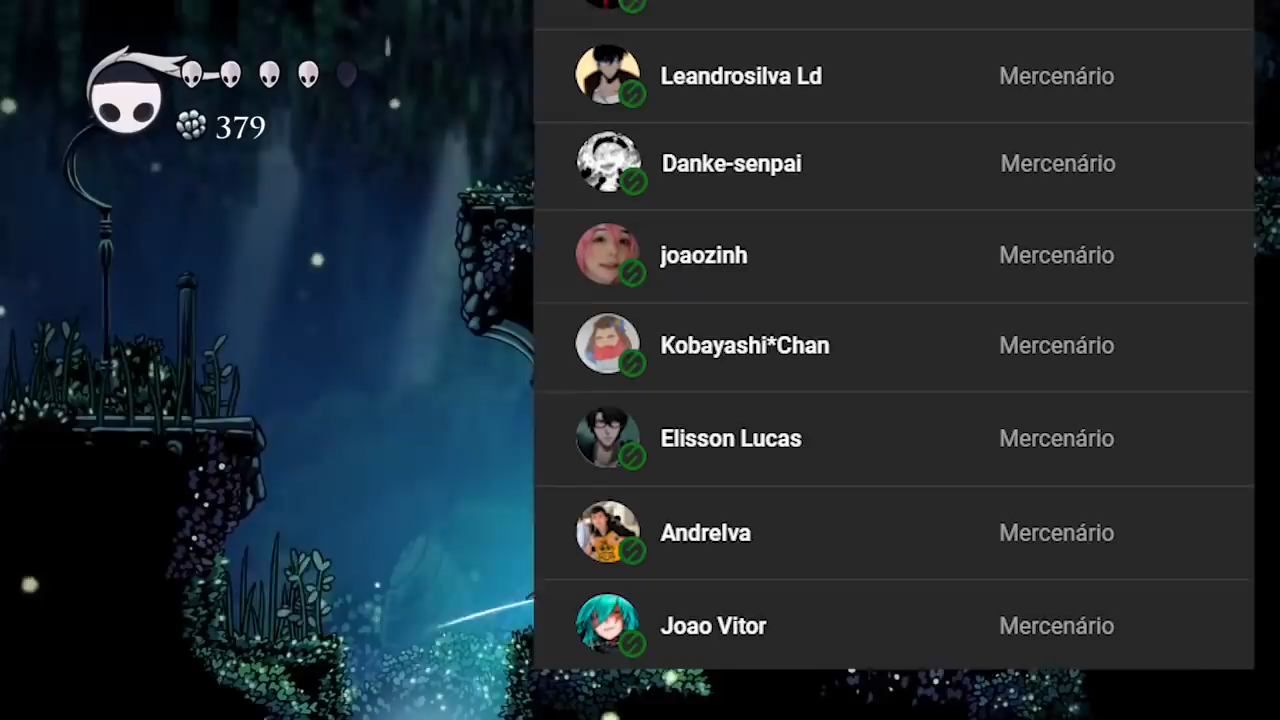 379
Leandrosilva Ld Mercenário
Danke-senpai Mercenário
joaozinh Mercenário
Kobayashi*Chan Mercenário
Elisson Lucas Mercenário
Andrelva Mercenário
Joao Vitor Mercenário